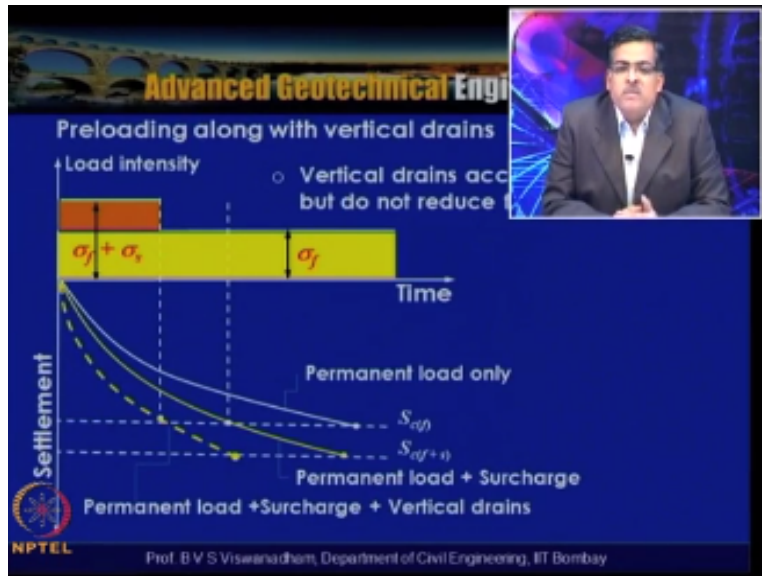 Advanced Geotechnical Engi
Preloading along with vertical drains
Load intensity
○ Vertical drains acc
but do not reduce
σf + σs
σf
Time
Settlement
Permanent load only
Sc(f)
Sc(f + s)
Permanent load + Surcharge
Permanent load +Surcharge + Vertical drains
NPTEL
Prof. B V S Viswanadham, Department of Civil Engineering, IIT Bombay